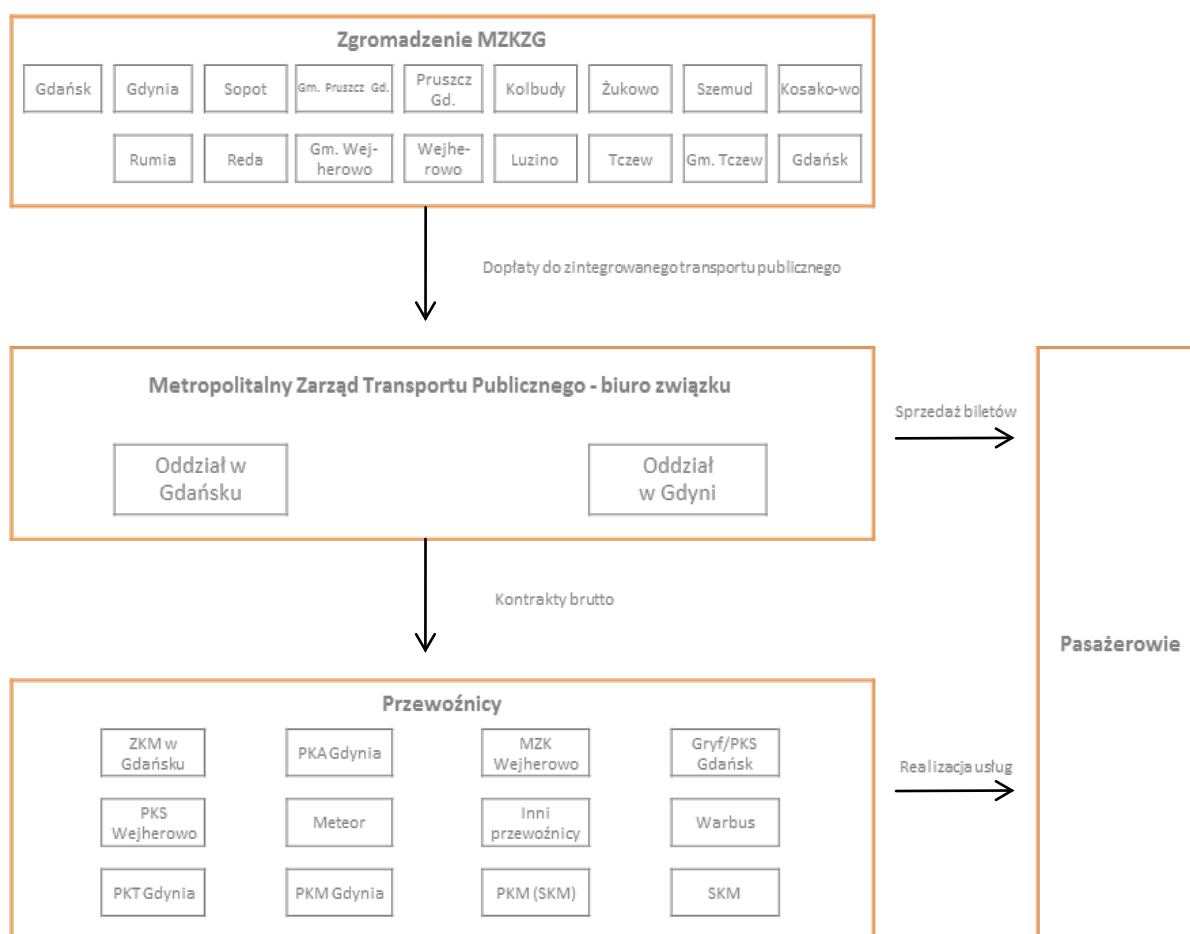 Zgromadzenie MZKZG
Gdańsk
Gdynia
Sopot
Gm. Pruszcz Gd.
Pruszcz
Gd.
Kolbudy
Żukowo
Szemud
Kosako-wo
Rumia
Reda
Gm. Wej-
herowo
Wejhe-
rowo
Luzino
Tczew
Gm. Tczew
Gdańsk
Dopłaty do zintegrowanego transportu publicznego
Metropolitalny Zarząd Transportu Publicznego - biuro związku
Oddział w
Gdańsku
Oddział
w Gdyni
Sprzedaż biletów
Kontrakty brutto
Pasażerowie
Przewoźnicy
ZKM w
Gdańsku
PKA Gdynia
MZK
Wejherowo
Gryf/PKS
Gdańsk
PKS
Wejherowo
Meteor
Inni
przewoźnicy
Warbus
PKT Gdynia
PKM Gdynia
PKM (SKM)
SKM
Realizacja usług